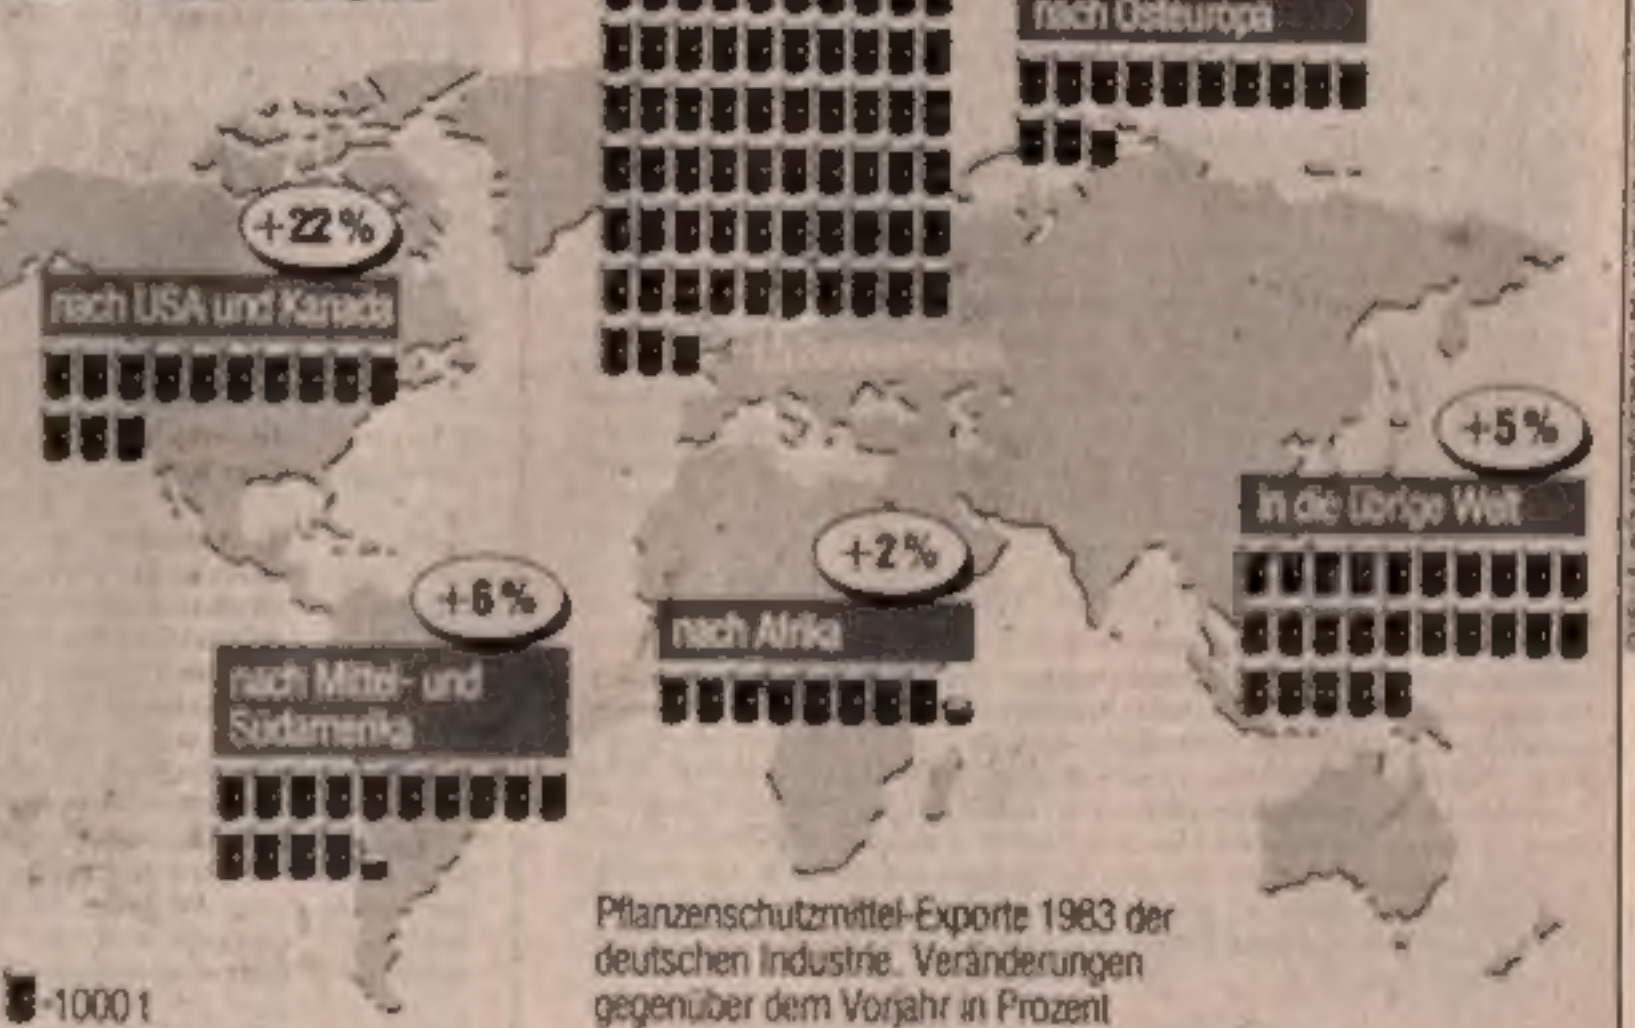 nach Osteuropa
+22%
nach USA und Kanada
+5%
in die übrige Welt
+2%
nach Afrika
+6%
nach Mittel- und
Südamerika
Pflanzenschutzmittel-Exporte 1983 der
deutschen Industrie. Veränderungen
gegenüber dem Vorjahr in Prozent
-1000 t